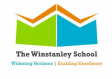 The Winstanley School
Widening Horizons | Enabling Excellence